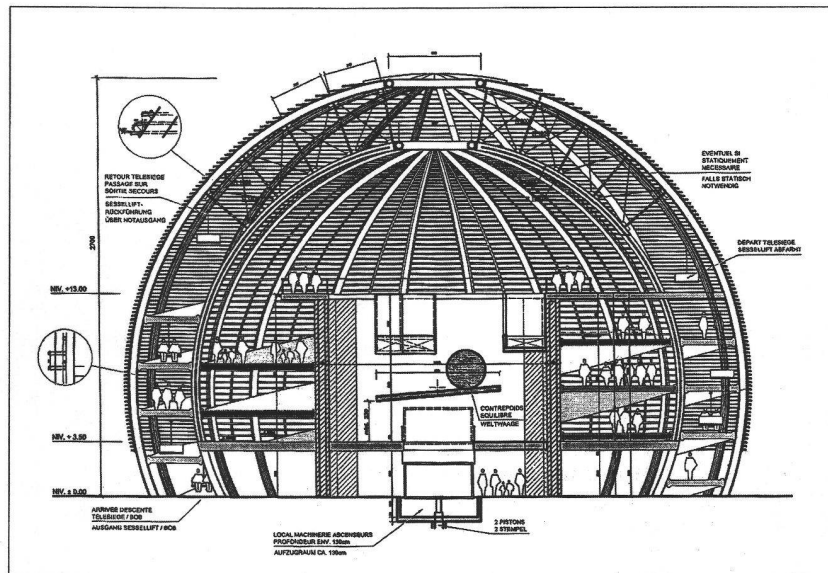 RETOUR TELESIEGE
PASSAGE SUR
SORTIE SECOURS
SESSELLIFT-
RÜCKFÜHRUNG
ÜBER NOTAUSGANG
EVENTUEL SI
STATIQUEMENT
NECESSAIRE
FALLS STATISCH
NOTWENDIG
2700
DEPART TELESIEGE
SESSELLIFT ABFAHRT
NIV. +13.00
CONTREPOIDS
EQUILIBRE
WELTWAAGE
NIV. + 3.50
NIV. ± 0.00
ARRIVEE DESCENTE
TELESIEGE / BOB
AUSGANG SESSELLIFT / BOB
LOCAL MACHINERIE ASCENSEURS
PROFONDEUR ENV. 130cm
AUFZUGRAUM CA. 130cm
2 PISTONS
2 STEMPEL